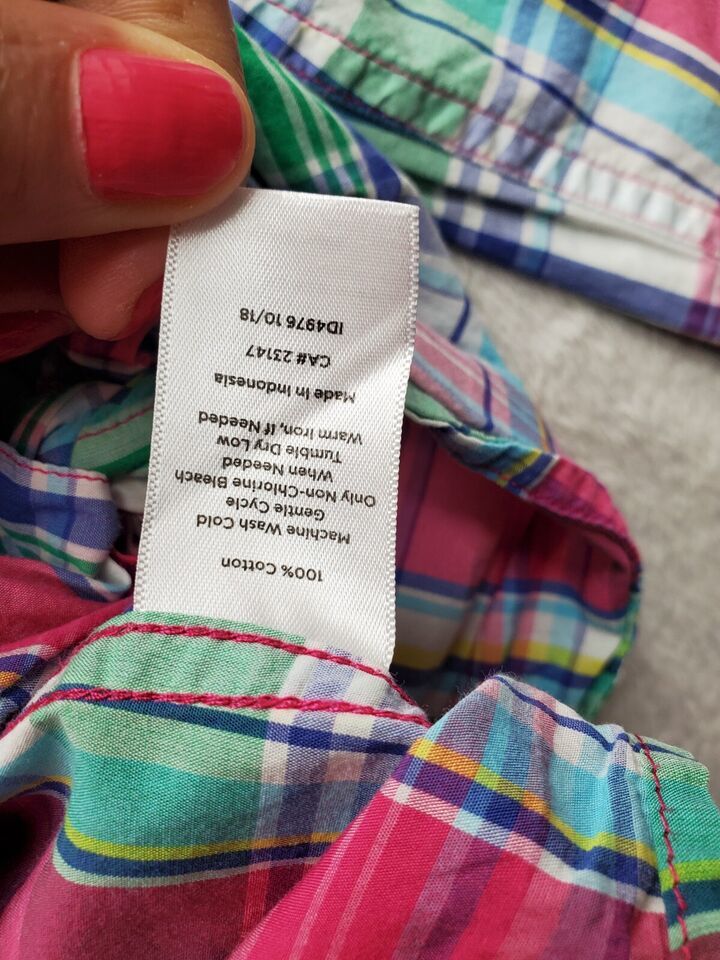 100% Cotton
Machine Wash Cold
Gentle Cycle
Only Non-Chlorine Bleach
When Needed
Tumble Dry Low
Warm Iron, If Needed
Made In Indonesia
CA# 23147
ID4976 10/18